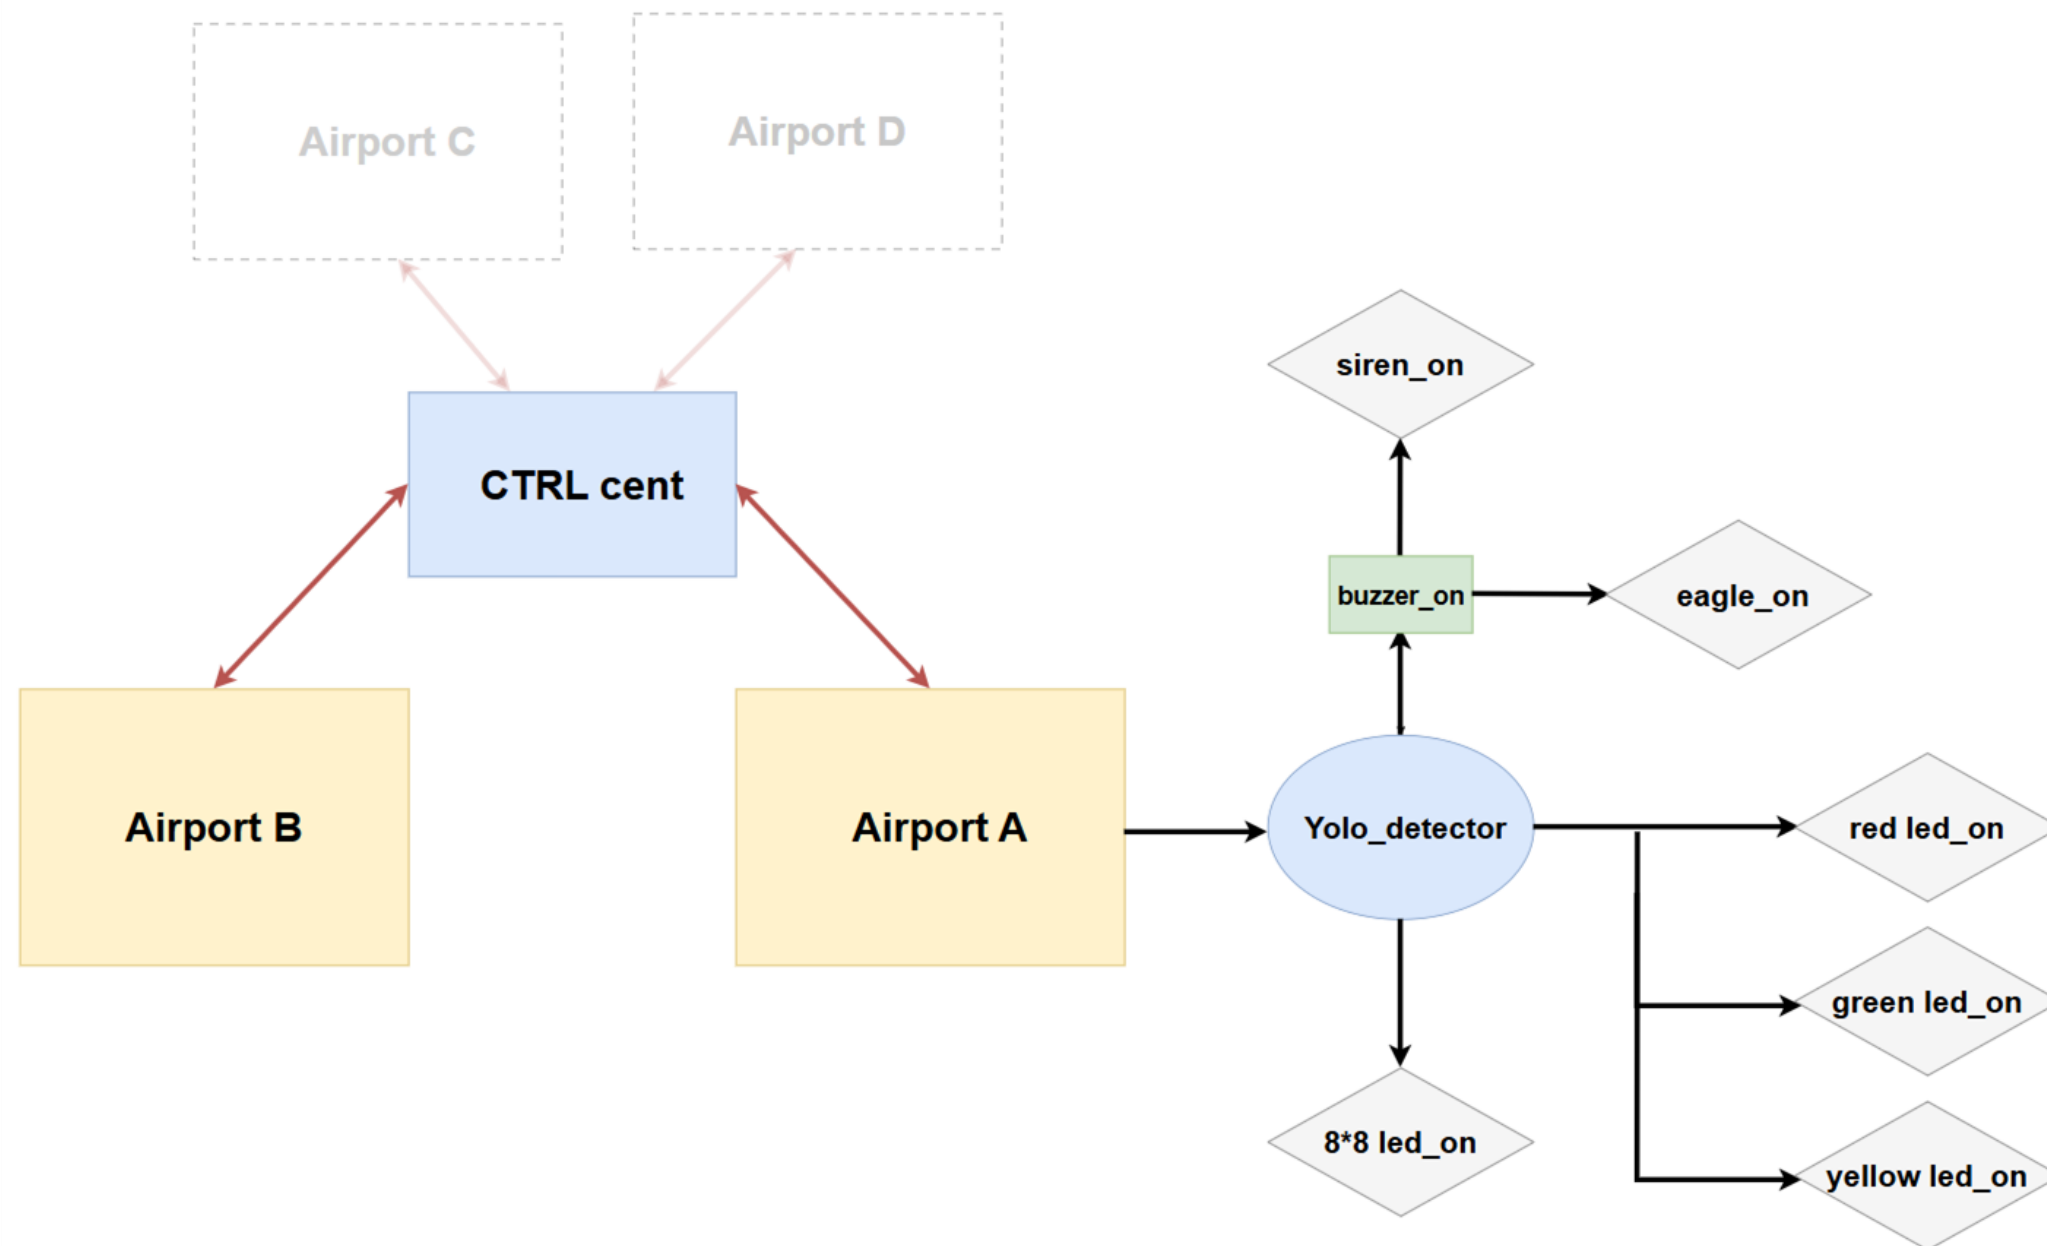 Airport C
Airport D
siren_on
CTRL cent
buzzer_on
eagle_on
Airport B
Airport A
Yolo_detector
red led_on
green led_on
8*8 led_on
yellow led_on